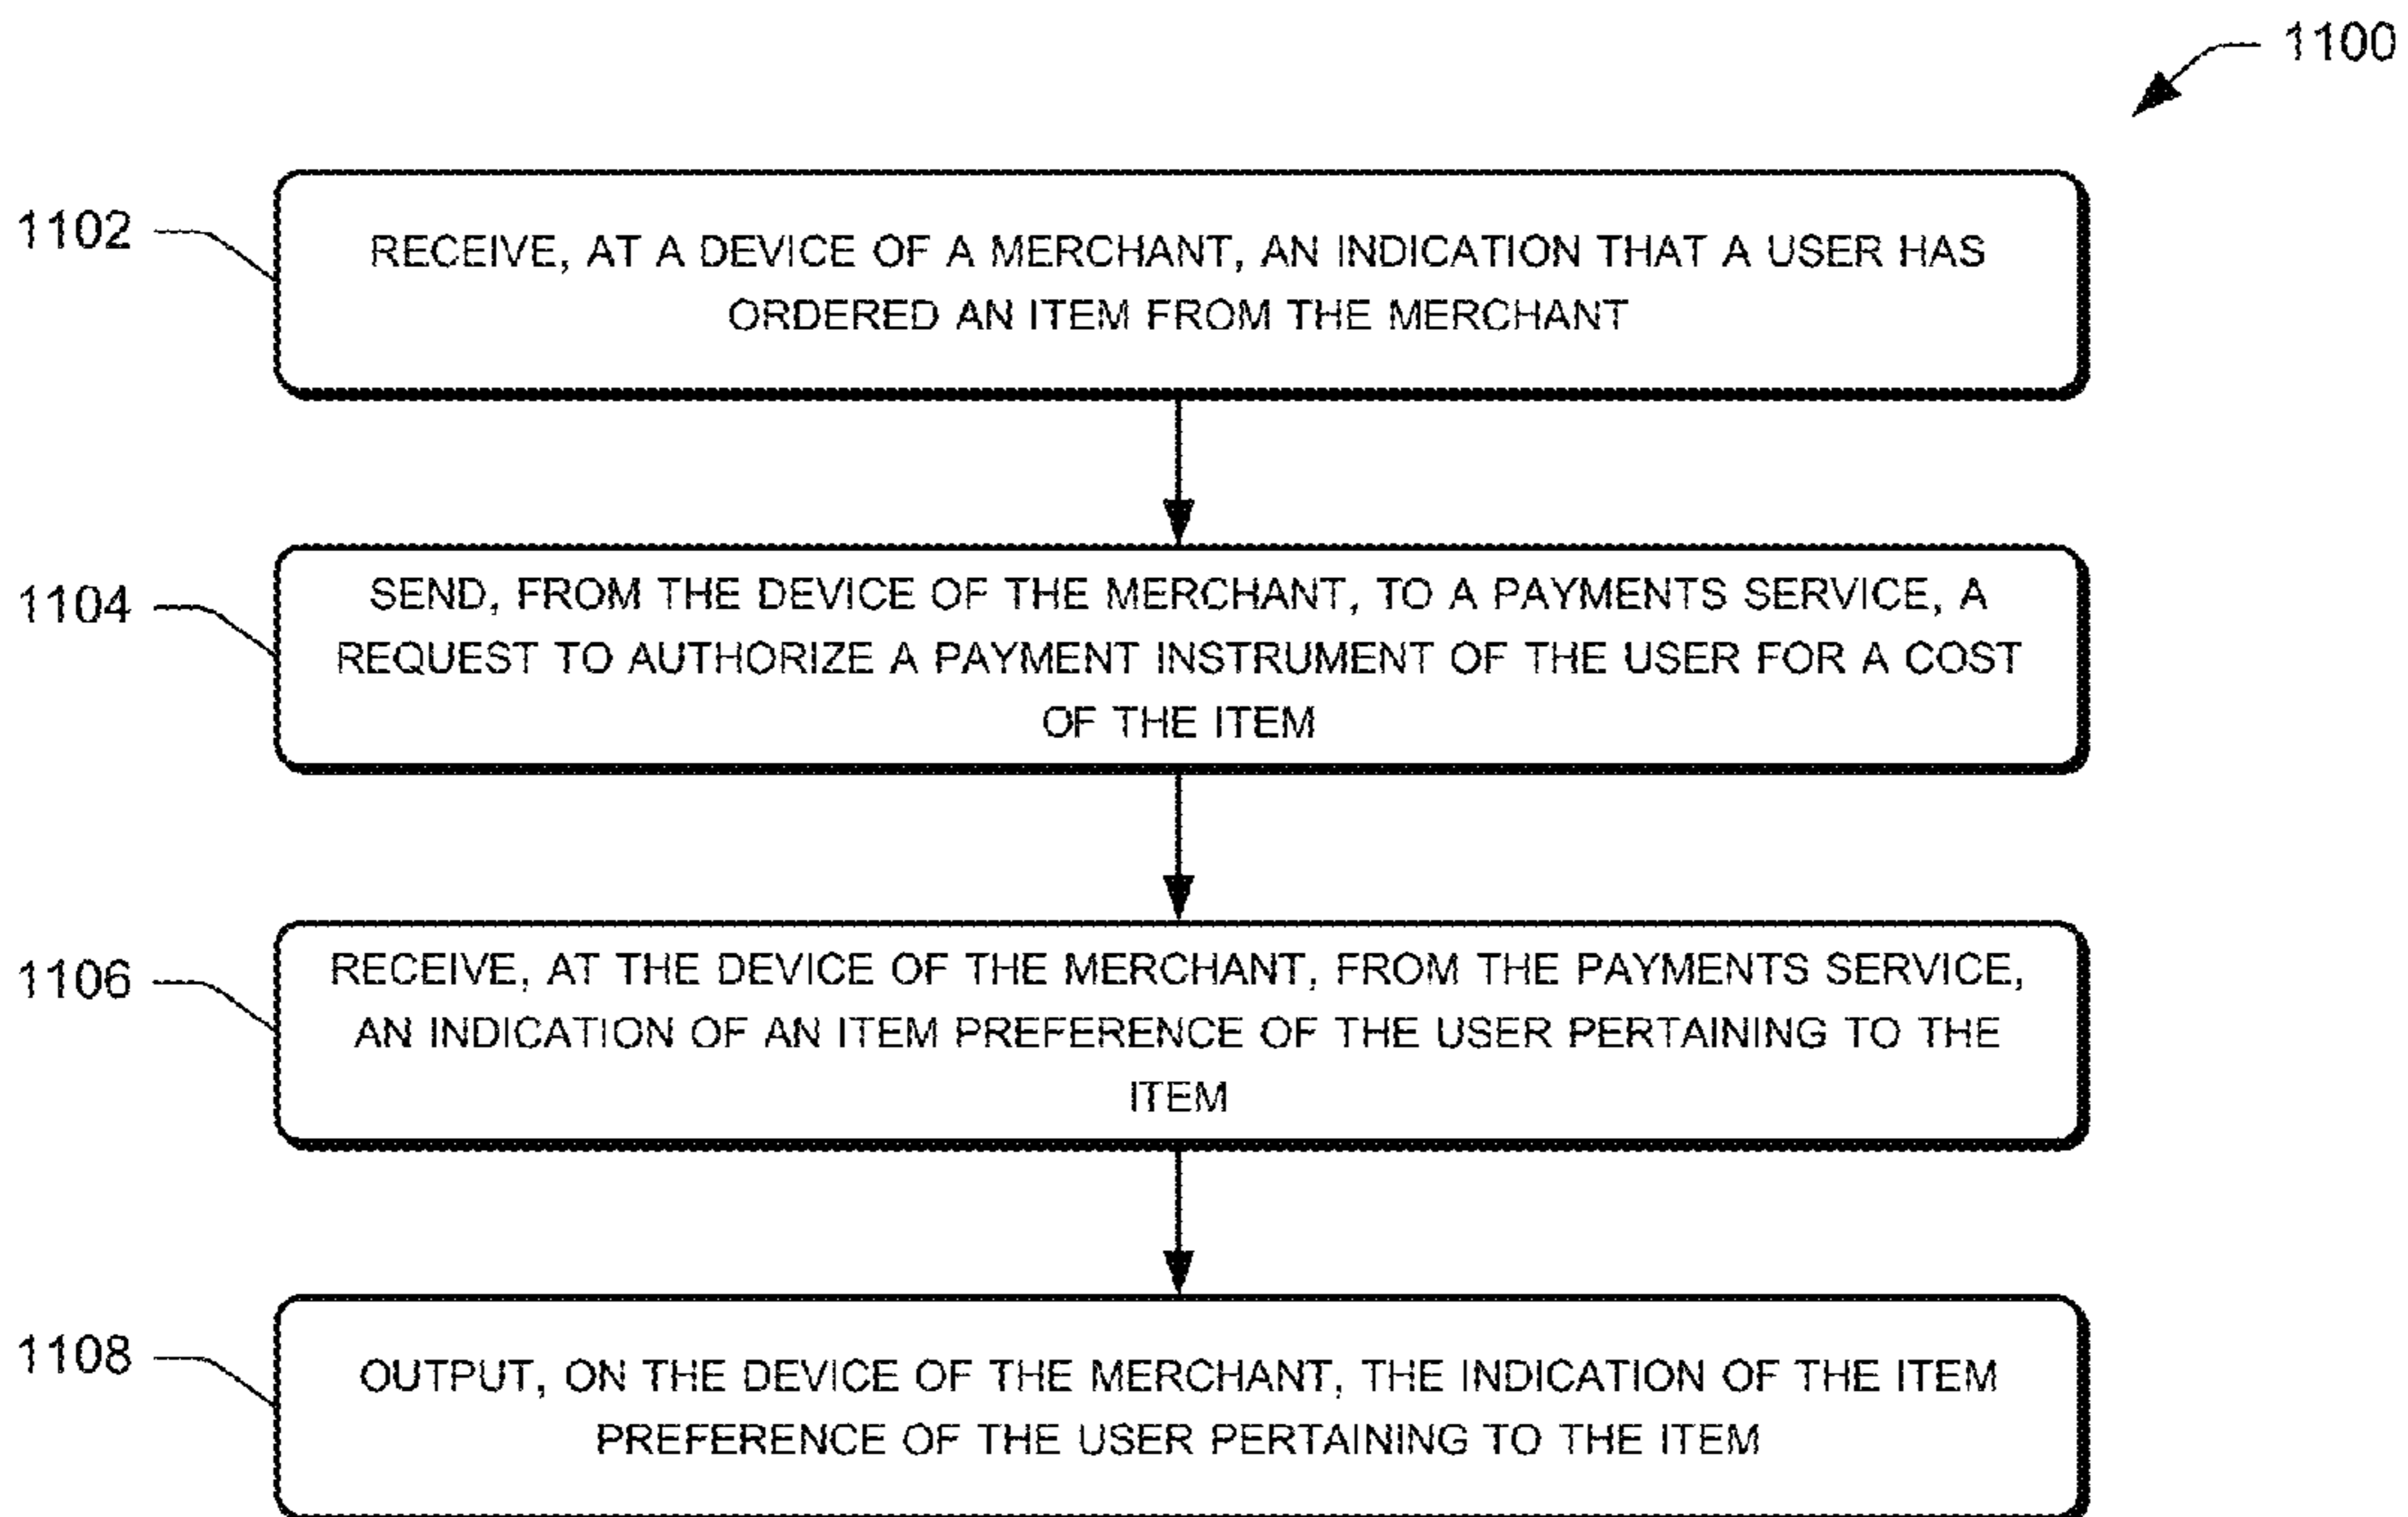 1100
1102
RECEIVE, AT A DEVICE OF A MERCHANT, AN INDICATION THAT A USER HAS
ORDERED AN ITEM FROM THE MERCHANT
1104
SEND, FROM THE DEVICE OF THE MERCHANT, TO A PAYMENTS SERVICE, A
REQUEST TO AUTHORIZE A PAYMENT INSTRUMENT OF THE USER FOR A COST
OF THE ITEM
1106
RECEIVE, AT THE DEVICE OF THE MERCHANT, FROM THE PAYMENTS SERVICE,
AN INDICATION OF AN ITEM PREFERENCE OF THE USER PERTAINING TO THE
ITEM
1108
OUTPUT, ON THE DEVICE OF THE MERCHANT, THE INDICATION OF THE ITEM
PREFERENCE OF THE USER PERTAINING TO THE ITEM